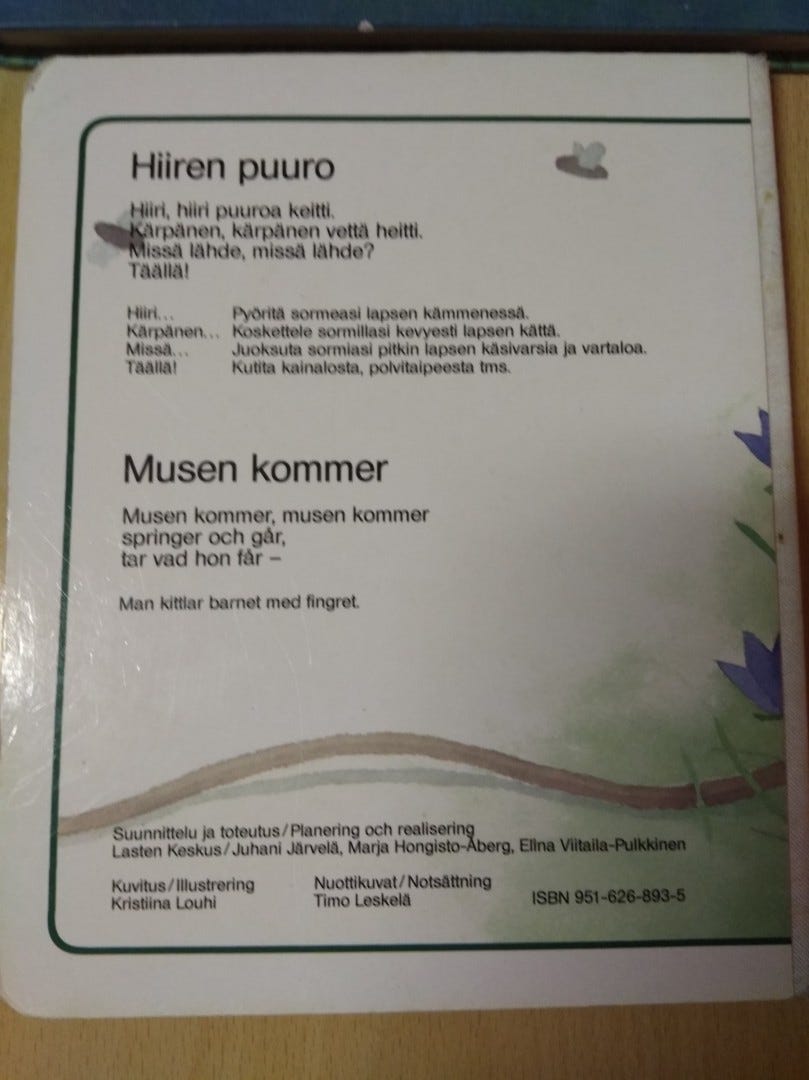 Hiiren puuro
Hiiri, hiiri puuroa keitti.
Kärpänen, kärpänen vettä heitti.
Missä lähde, missä lähde?
Täällä!
Hiiri... Pyöritä sormeasi lapsen kämmenessä.
Kärpänen... Koskettele sormillasi kevyesti lapsen kättä.
Missä... Juoksuta sormiasi pitkin lapsen käsivarsia ja vartaloa.
Täällä! Kutita kainalosta, polvitaipeesta tms.
Musen kommer
Musen kommer, musen kommer
springer och går,
tar vad hon får –
Man kittlar barnet med fingret.
Suunnittelu ja toteutus/Planering och realisering
Lasten Keskus/Juhani Järvelä, Marja Hongisto-Åberg, Elina Viitaila-Pulkkinen
Kuvitus/Illustrering
Kristiina Louhi
Nuottikuvat/Notsättning
Timo Leskelä
ISBN 951-626-893-5